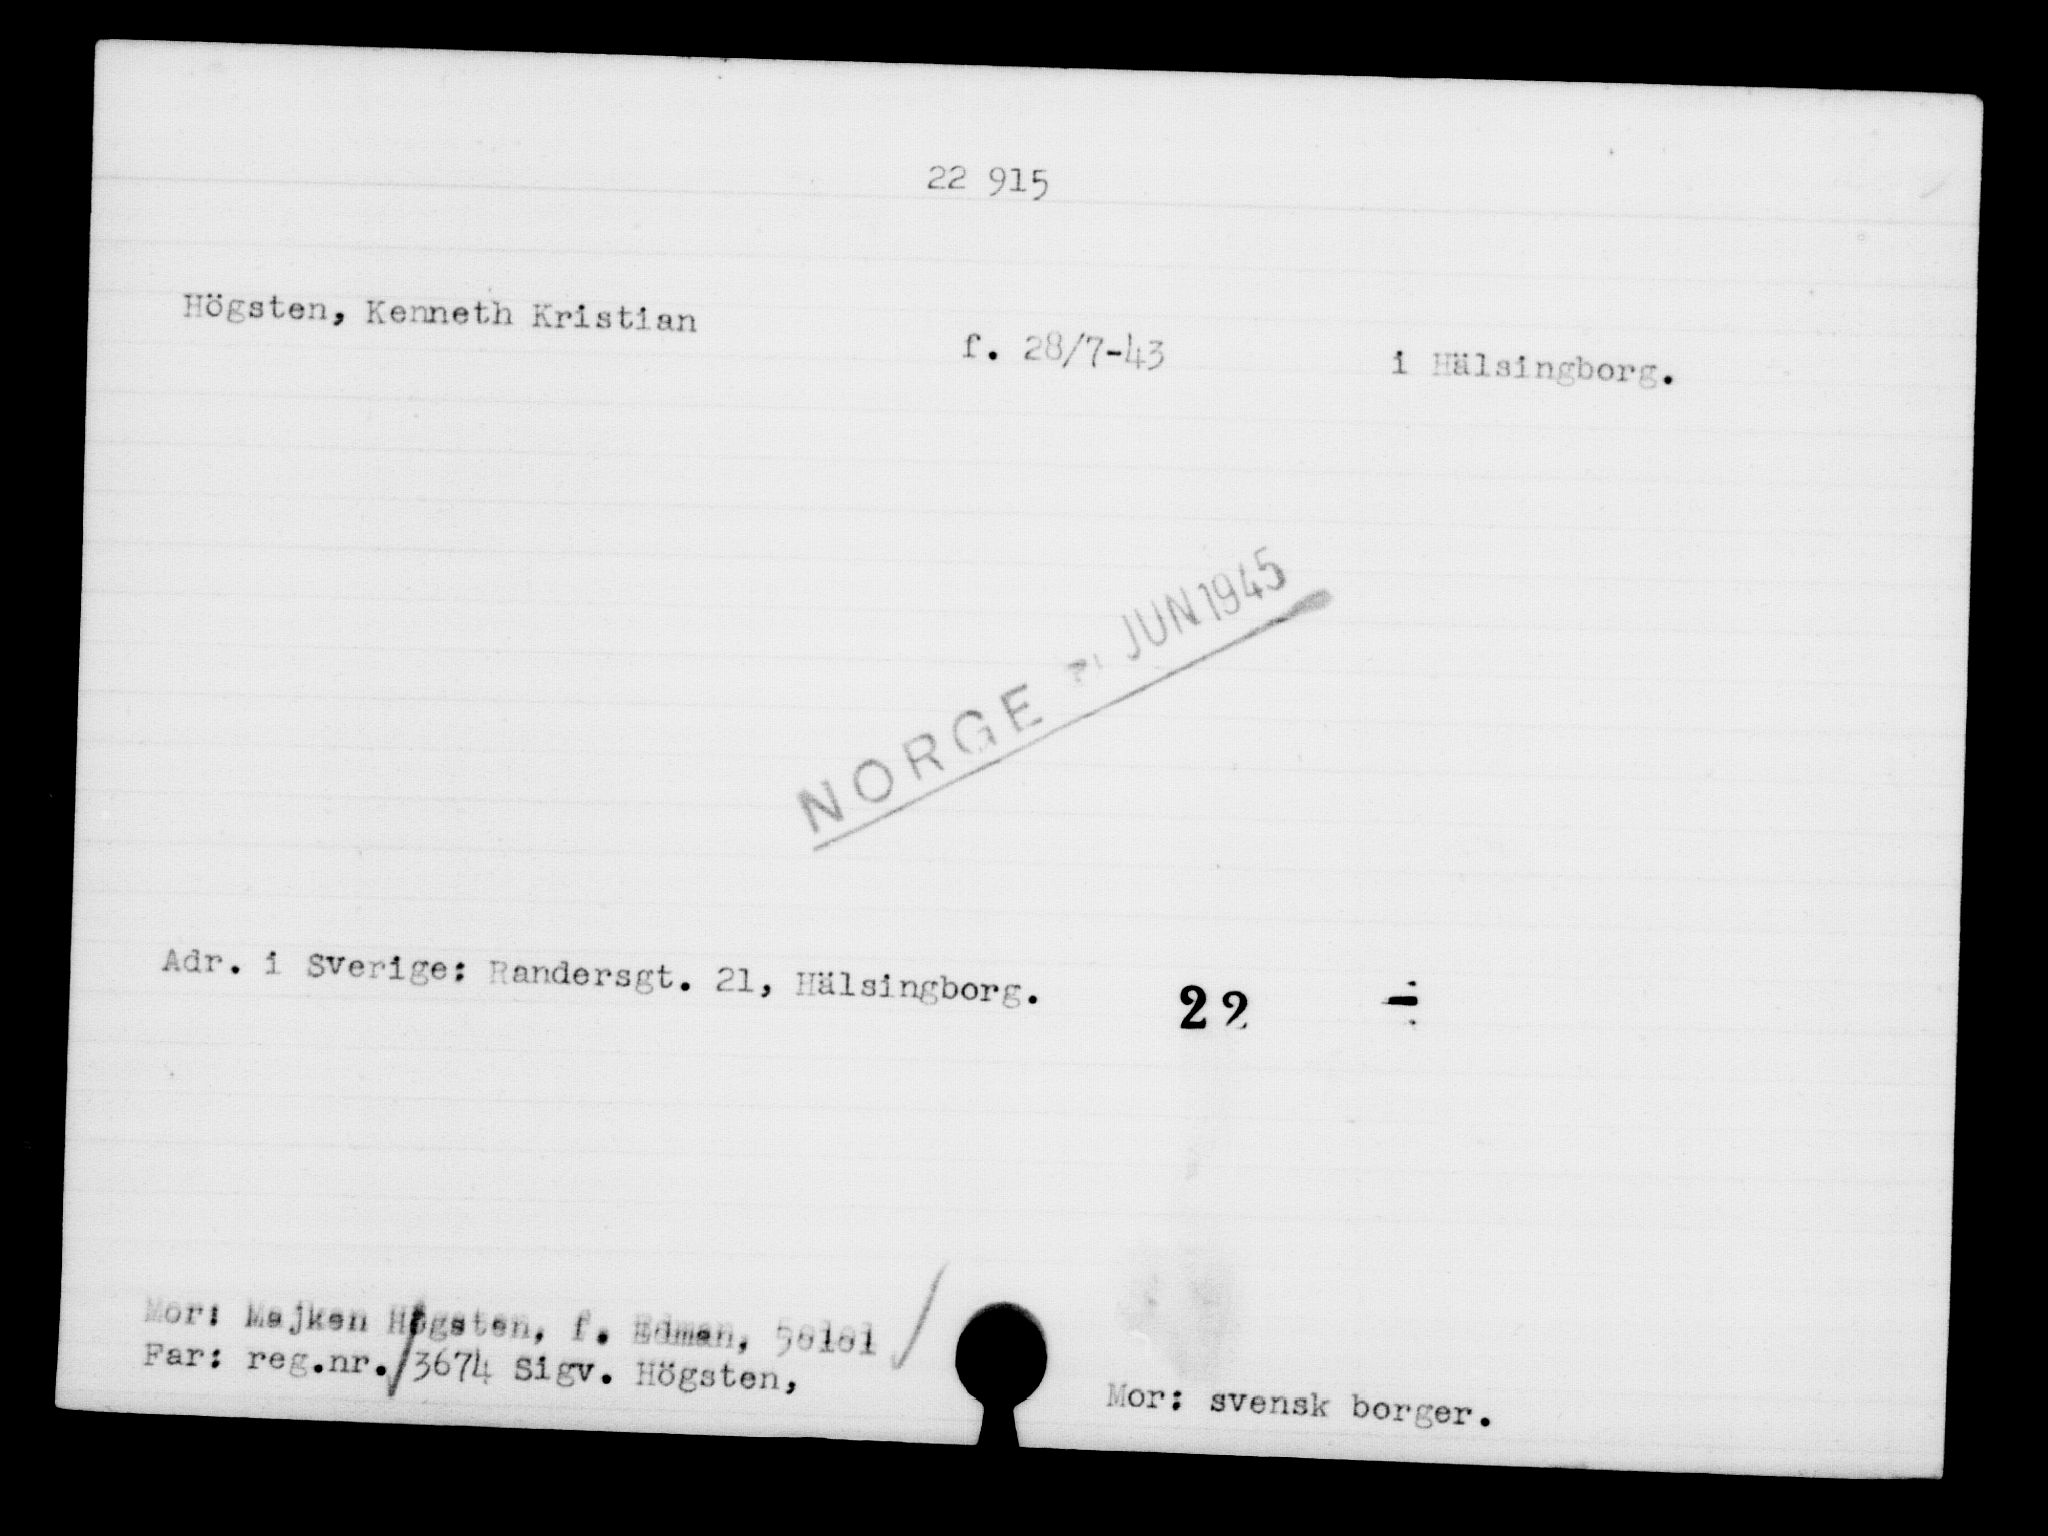 22 915
Högsten, Kenneth Kristian f. 28/7-43 i Hälsingborg.
NORGE JUN 1945
Adr. i Sverige: Randersgt. 21, Hälsingborg. 22 ÷
Mor: Majken Högsten, f. Edman, 50101
Far: reg.nr. 3674 Sigv. Högsten,
Mor: svensk borger.